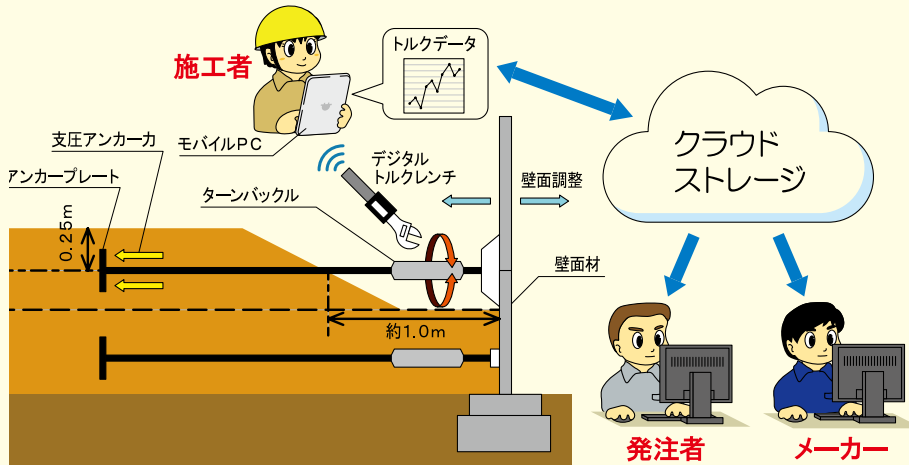 施工者
トルクデータ
モバイルPC
支圧アンカー力
アンカープレート
0.25m
ターンバックル
デジタル
トルクレンチ
壁面調整
クラウド
ストレージ
壁面材
約1.0m
発注者
メーカー